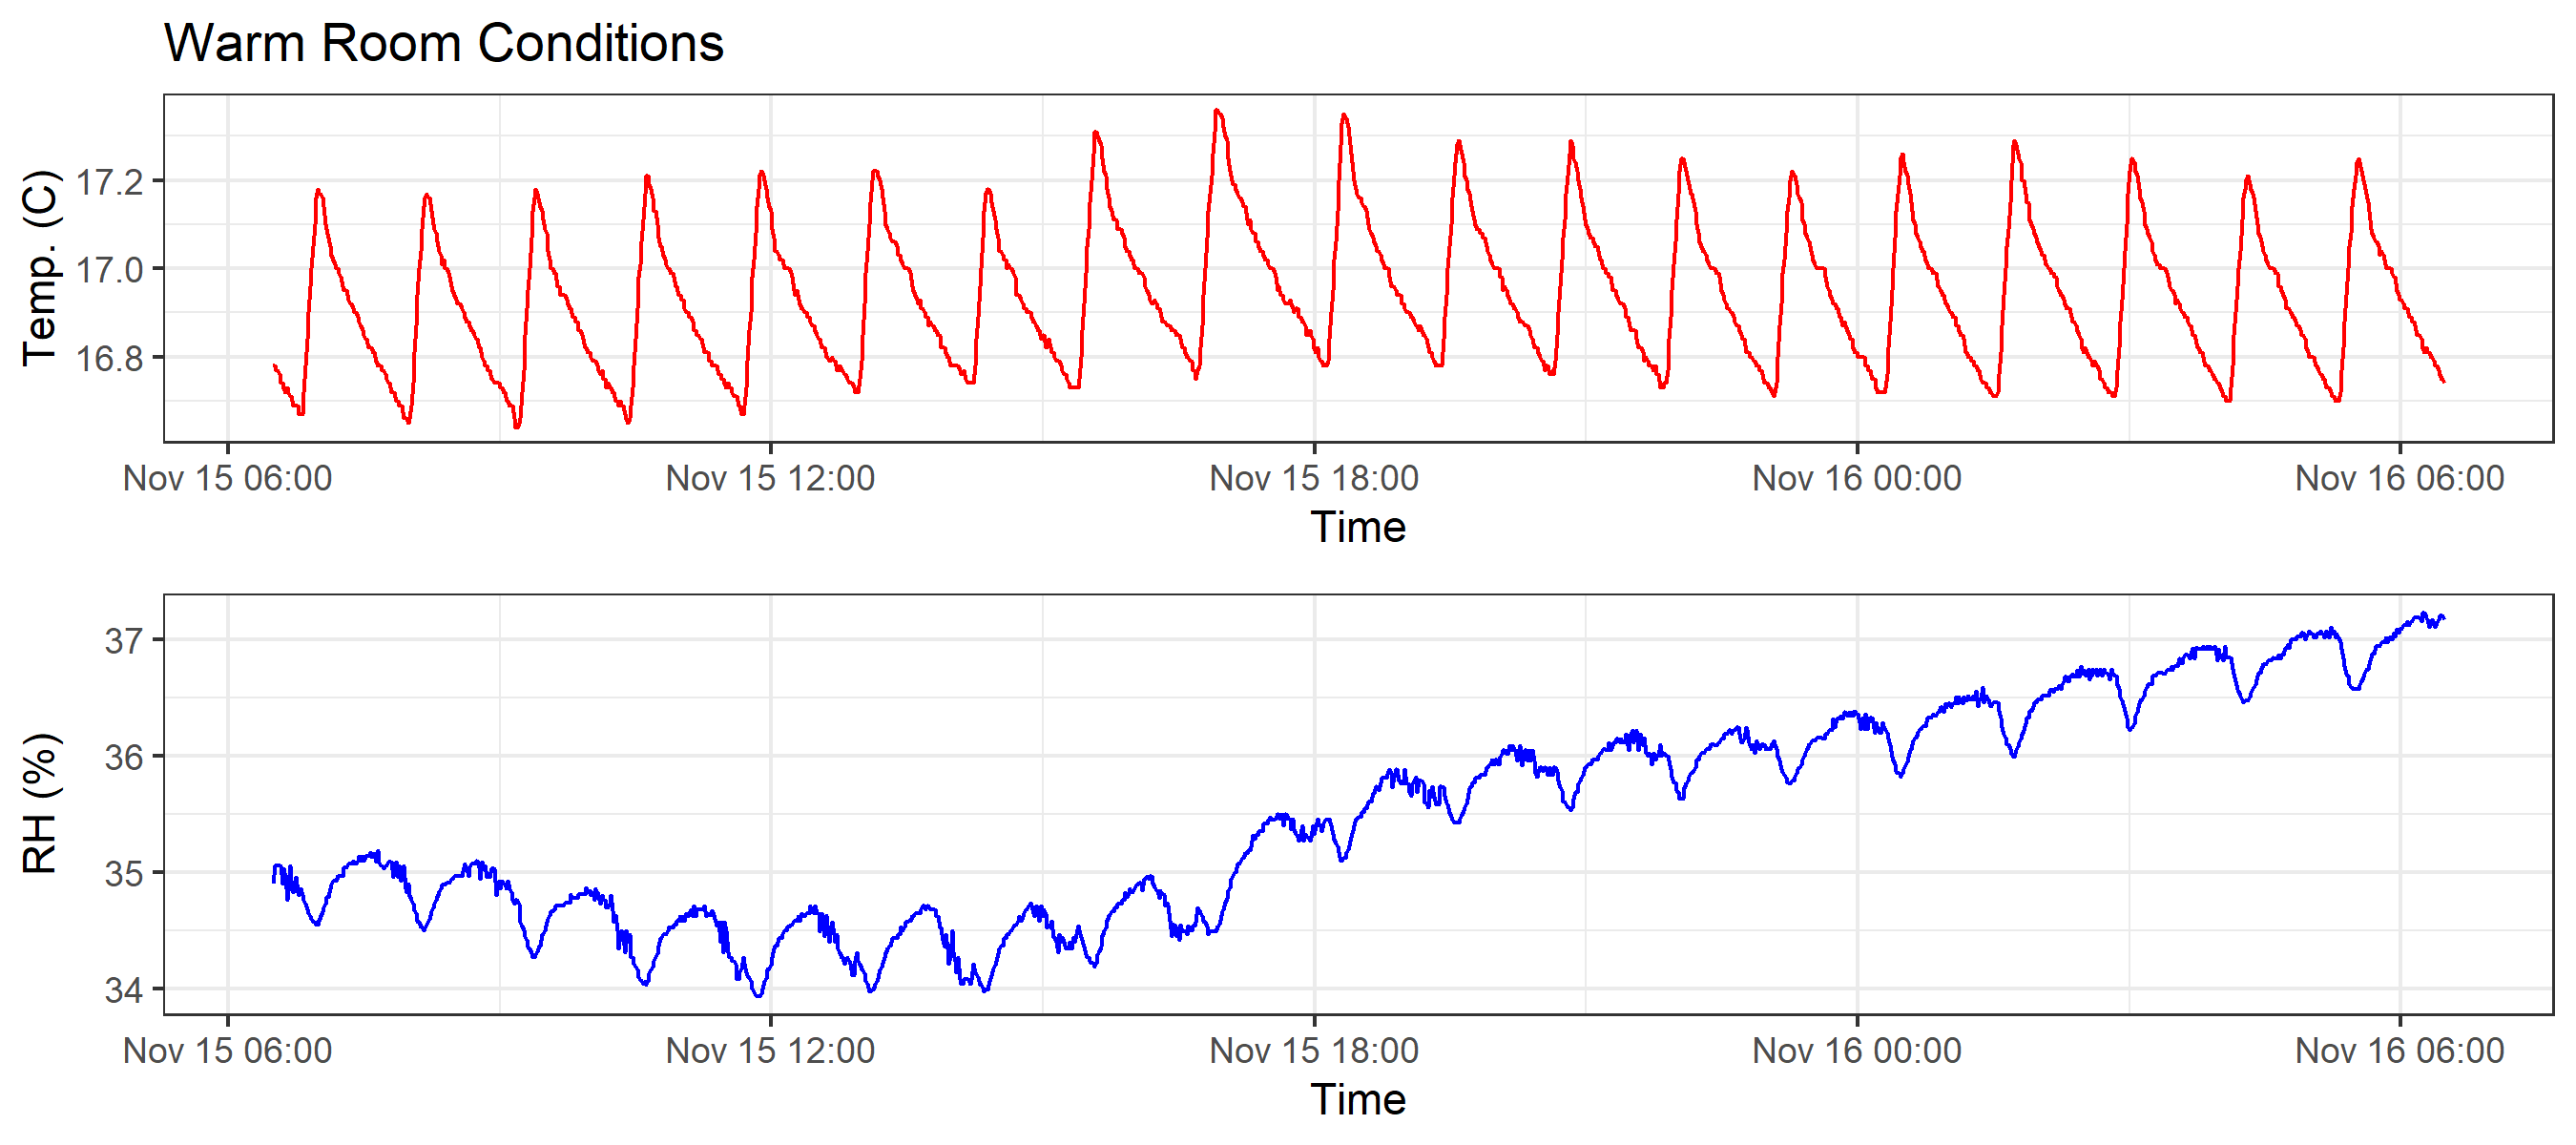 Warm Room Conditions
Temp. (C)
17.2
17.0
16.8
Nov 15 06:00 Nov 15 12:00 Nov 15 18:00 Nov 16 00:00 Nov 16 06:00
Time
RH (%)
37
36
35
34
Nov 15 06:00 Nov 15 12:00 Nov 15 18:00 Nov 16 00:00 Nov 16 06:00
Time